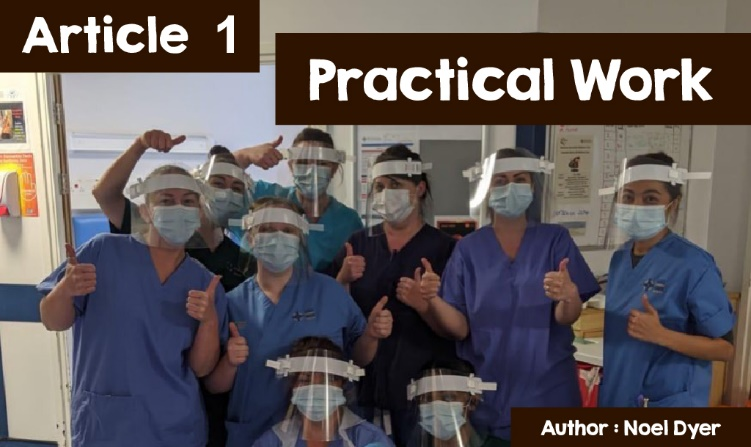 Article 1
Practical Work
Author : Noel Dyer